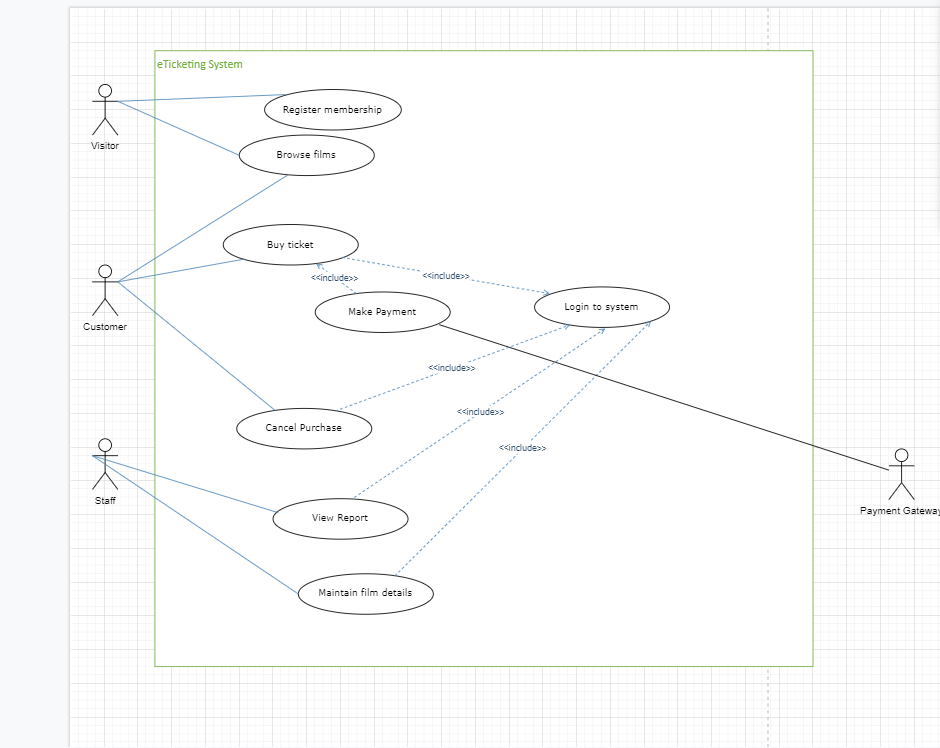 eTicketing System
Register membership
Visitor
Browse films
Buy ticket
<<include>>
<<include>>
Make Payment
Login to system
Customer
<<include>>
<<include>>
Cancel Purchase
<<include>>
Staff
Payment Gateway
View Report
Maintain film details